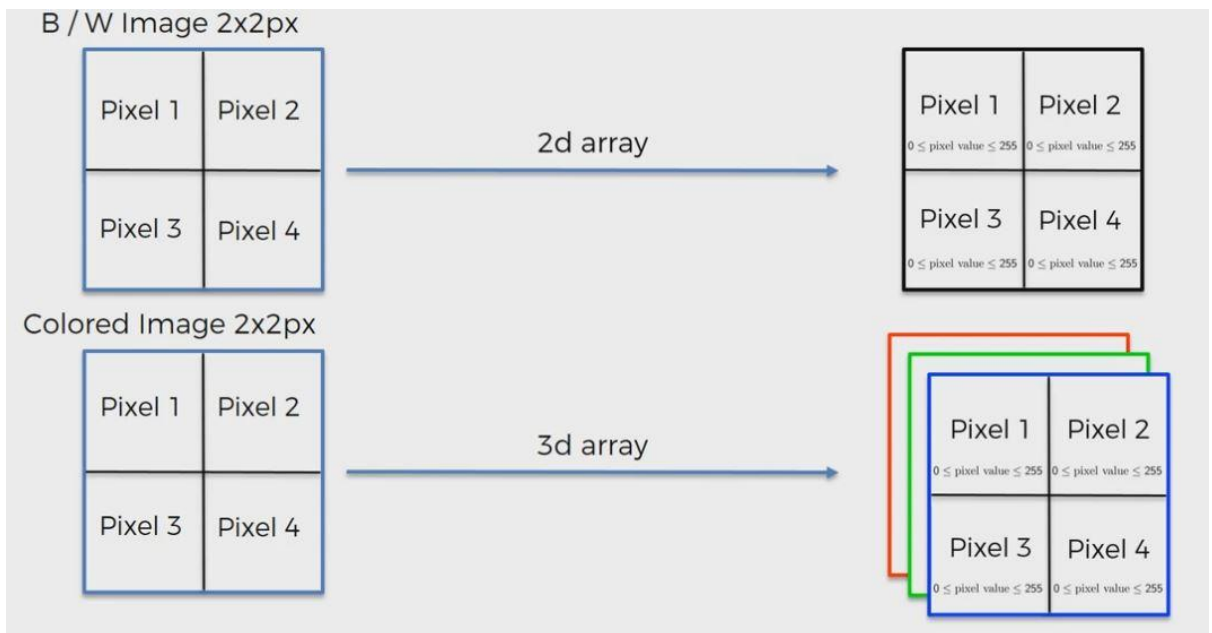 B / W Image 2x2px
Pixel 1 Pixel 2
Pixel 3 Pixel 4
2d array
Pixel 1 Pixel 2
0 ≤ pixel value ≤ 255 0 ≤ pixel value ≤ 255
Pixel 3 Pixel 4
0 ≤ pixel value ≤ 255 0 ≤ pixel value ≤ 255
Colored Image 2x2px
Pixel 1 Pixel 2
Pixel 3 Pixel 4
3d array
Pixel 1 Pixel 2
0 ≤ pixel value ≤ 255 0 ≤ pixel value ≤ 255
Pixel 3 Pixel 4
0 ≤ pixel value ≤ 255 0 ≤ pixel value ≤ 255